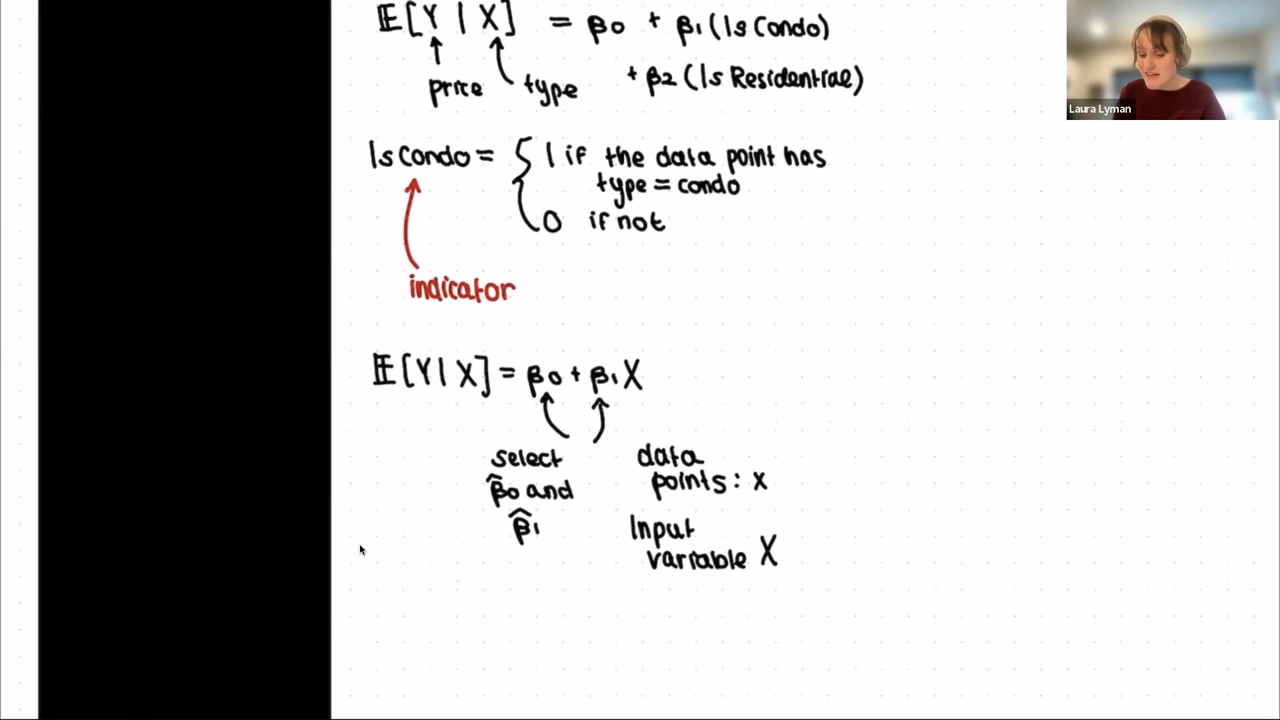 𝔼[Y | X] = β0 + β1(Is Condo)
+ β2 (Is Residential)
price
type
Is Condo = { 1 if the data point has
type = condo
0 if not
indicator
𝔼[Y | X] = β0 + β1X
select
β̂0 and
β̂1
data
points: x
Input
variable X
Laura Lyman